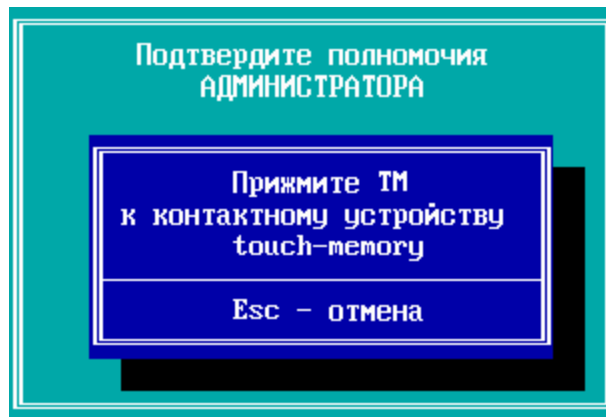 Подтвердите полномочия
АДМИНИСТРАТОРА
Прижмите ТМ
к контактному устройству
touch-memory
Esc – отмена